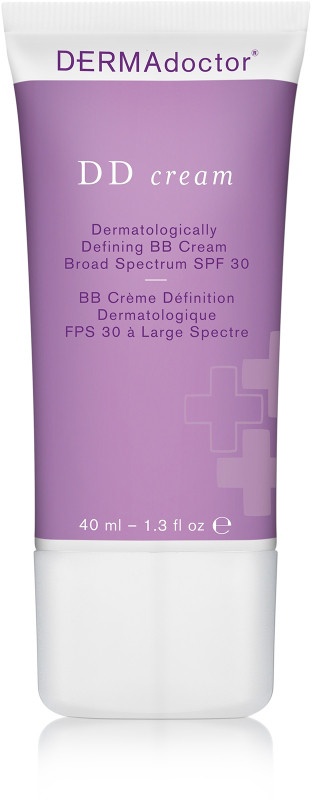 DERMAdoctor®
DD cream
Dermatologically
Defining BB Cream
Broad Spectrum SPF 30
BB Crème Définition
Dermatologique
FPS 30 à Large Spectre
40 ml – 1.3 fl oz ℮